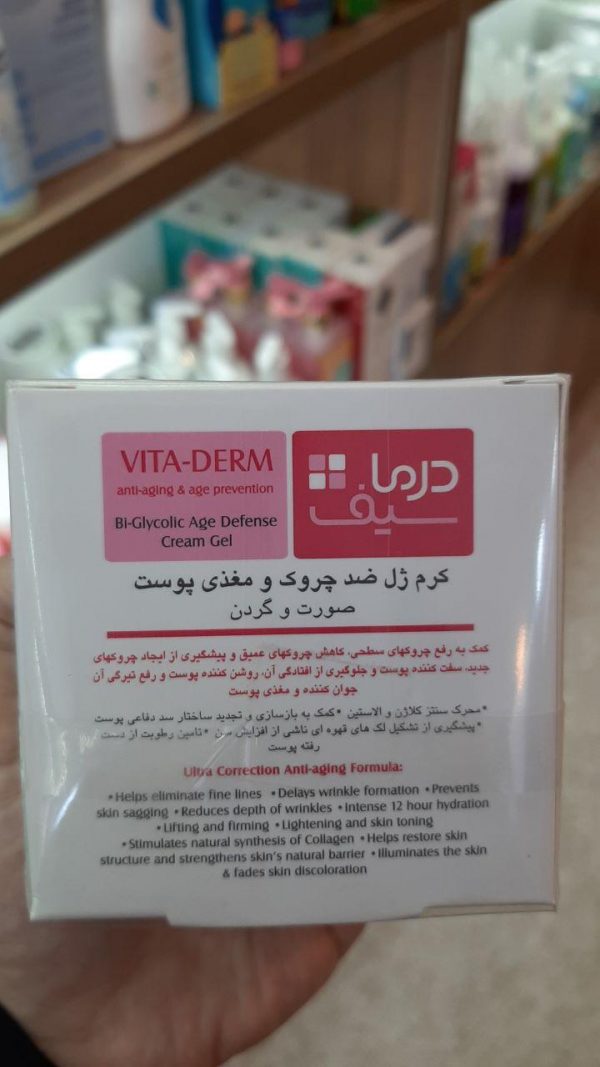 VITA-DERM
anti-aging & age prevention
Bi-Glycolic Age Defense
Cream Gel
درما
سیف
کرم ژل ضد چروک و مغذی پوست
صورت و گردن
کمک به رفع چروکهای سطحی، کاهش چروکهای عمیق و پیشگیری از ایجاد چروکهای
جدید، سفت کننده پوست و جلوگیری از افتادگی آن، روشن کننده پوست و رفع تیرگی آن
جوان کننده و مغذی پوست
*محرک سنتز کلاژن و الاستین *کمک به بازسازی و تجدید ساختار سد دفاعی پوست
*پیشگیری از تشکیل لک های قهوه ای ناشی از افزایش سن *تامین رطوبت از دست
رفته پوست
Ultra Correction Anti-aging Formula:
•Helps eliminate fine lines •Delays wrinkle formation •Prevents
skin sagging •Reduces depth of wrinkles •Intense 12 hour hydration
•Lifting and firming •Lightening and skin toning
•Stimulates natural synthesis of Collagen •Helps restore skin
structure and strengthens skin's natural barrier •Illuminates the skin
& fades skin discoloration